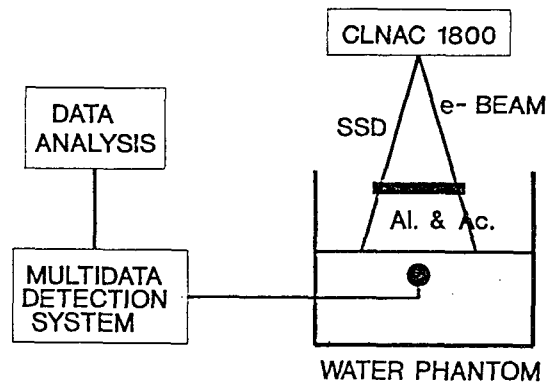 CLNAC 1800
DATA
ANALYSIS
SSD
e- BEAM
Al. & Ac.
MULTIDATA
DETECTION
SYSTEM
WATER PHANTOM